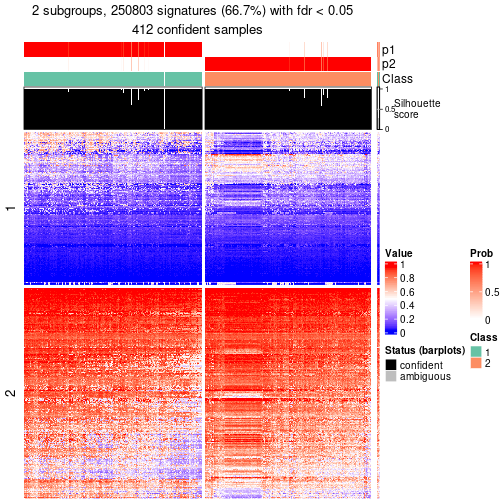 2 subgroups, 250803 signatures (66.7%) with fdr < 0.05
412 confident samples
p1
p2
Class
1
0.5
0
Silhouette
score
1
2
Value
1
0.8
0.6
0.4
0.2
0
Status (barplots)
confident
ambiguous
Prob
1
0.5
0
Class
1
2